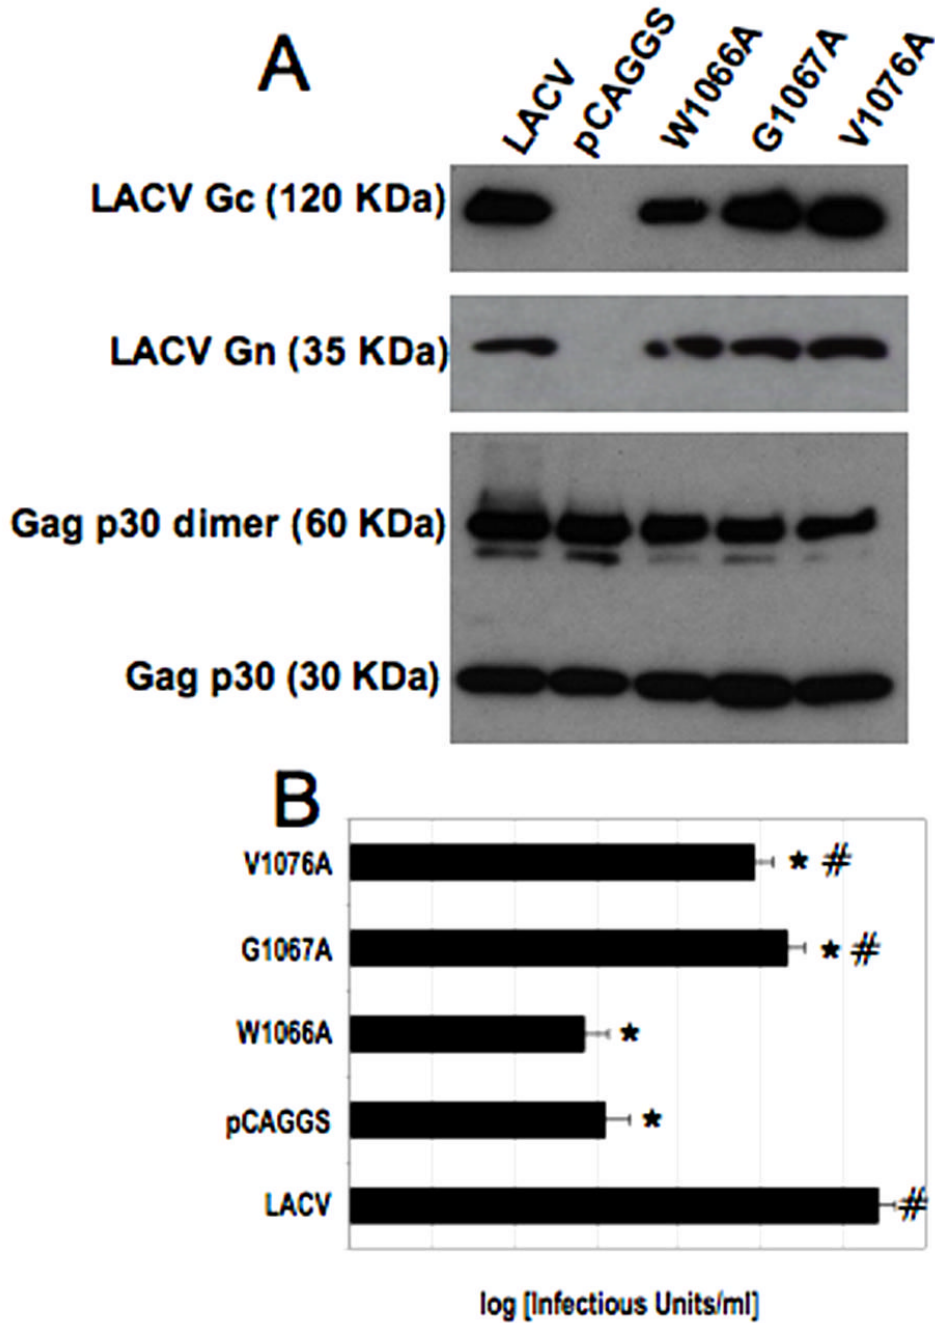 A
LACV
pCAGGS
W1066A
G1067A
V1076A
LACV Gc (120 KDa)
LACV Gn (35 KDa)
Gag p30 dimer (60 KDa)
Gag p30 (30 KDa)
B
V1076A * #
G1067A * #
W1066A *
pCAGGS *
LACV #
log [Infectious Units/ml]